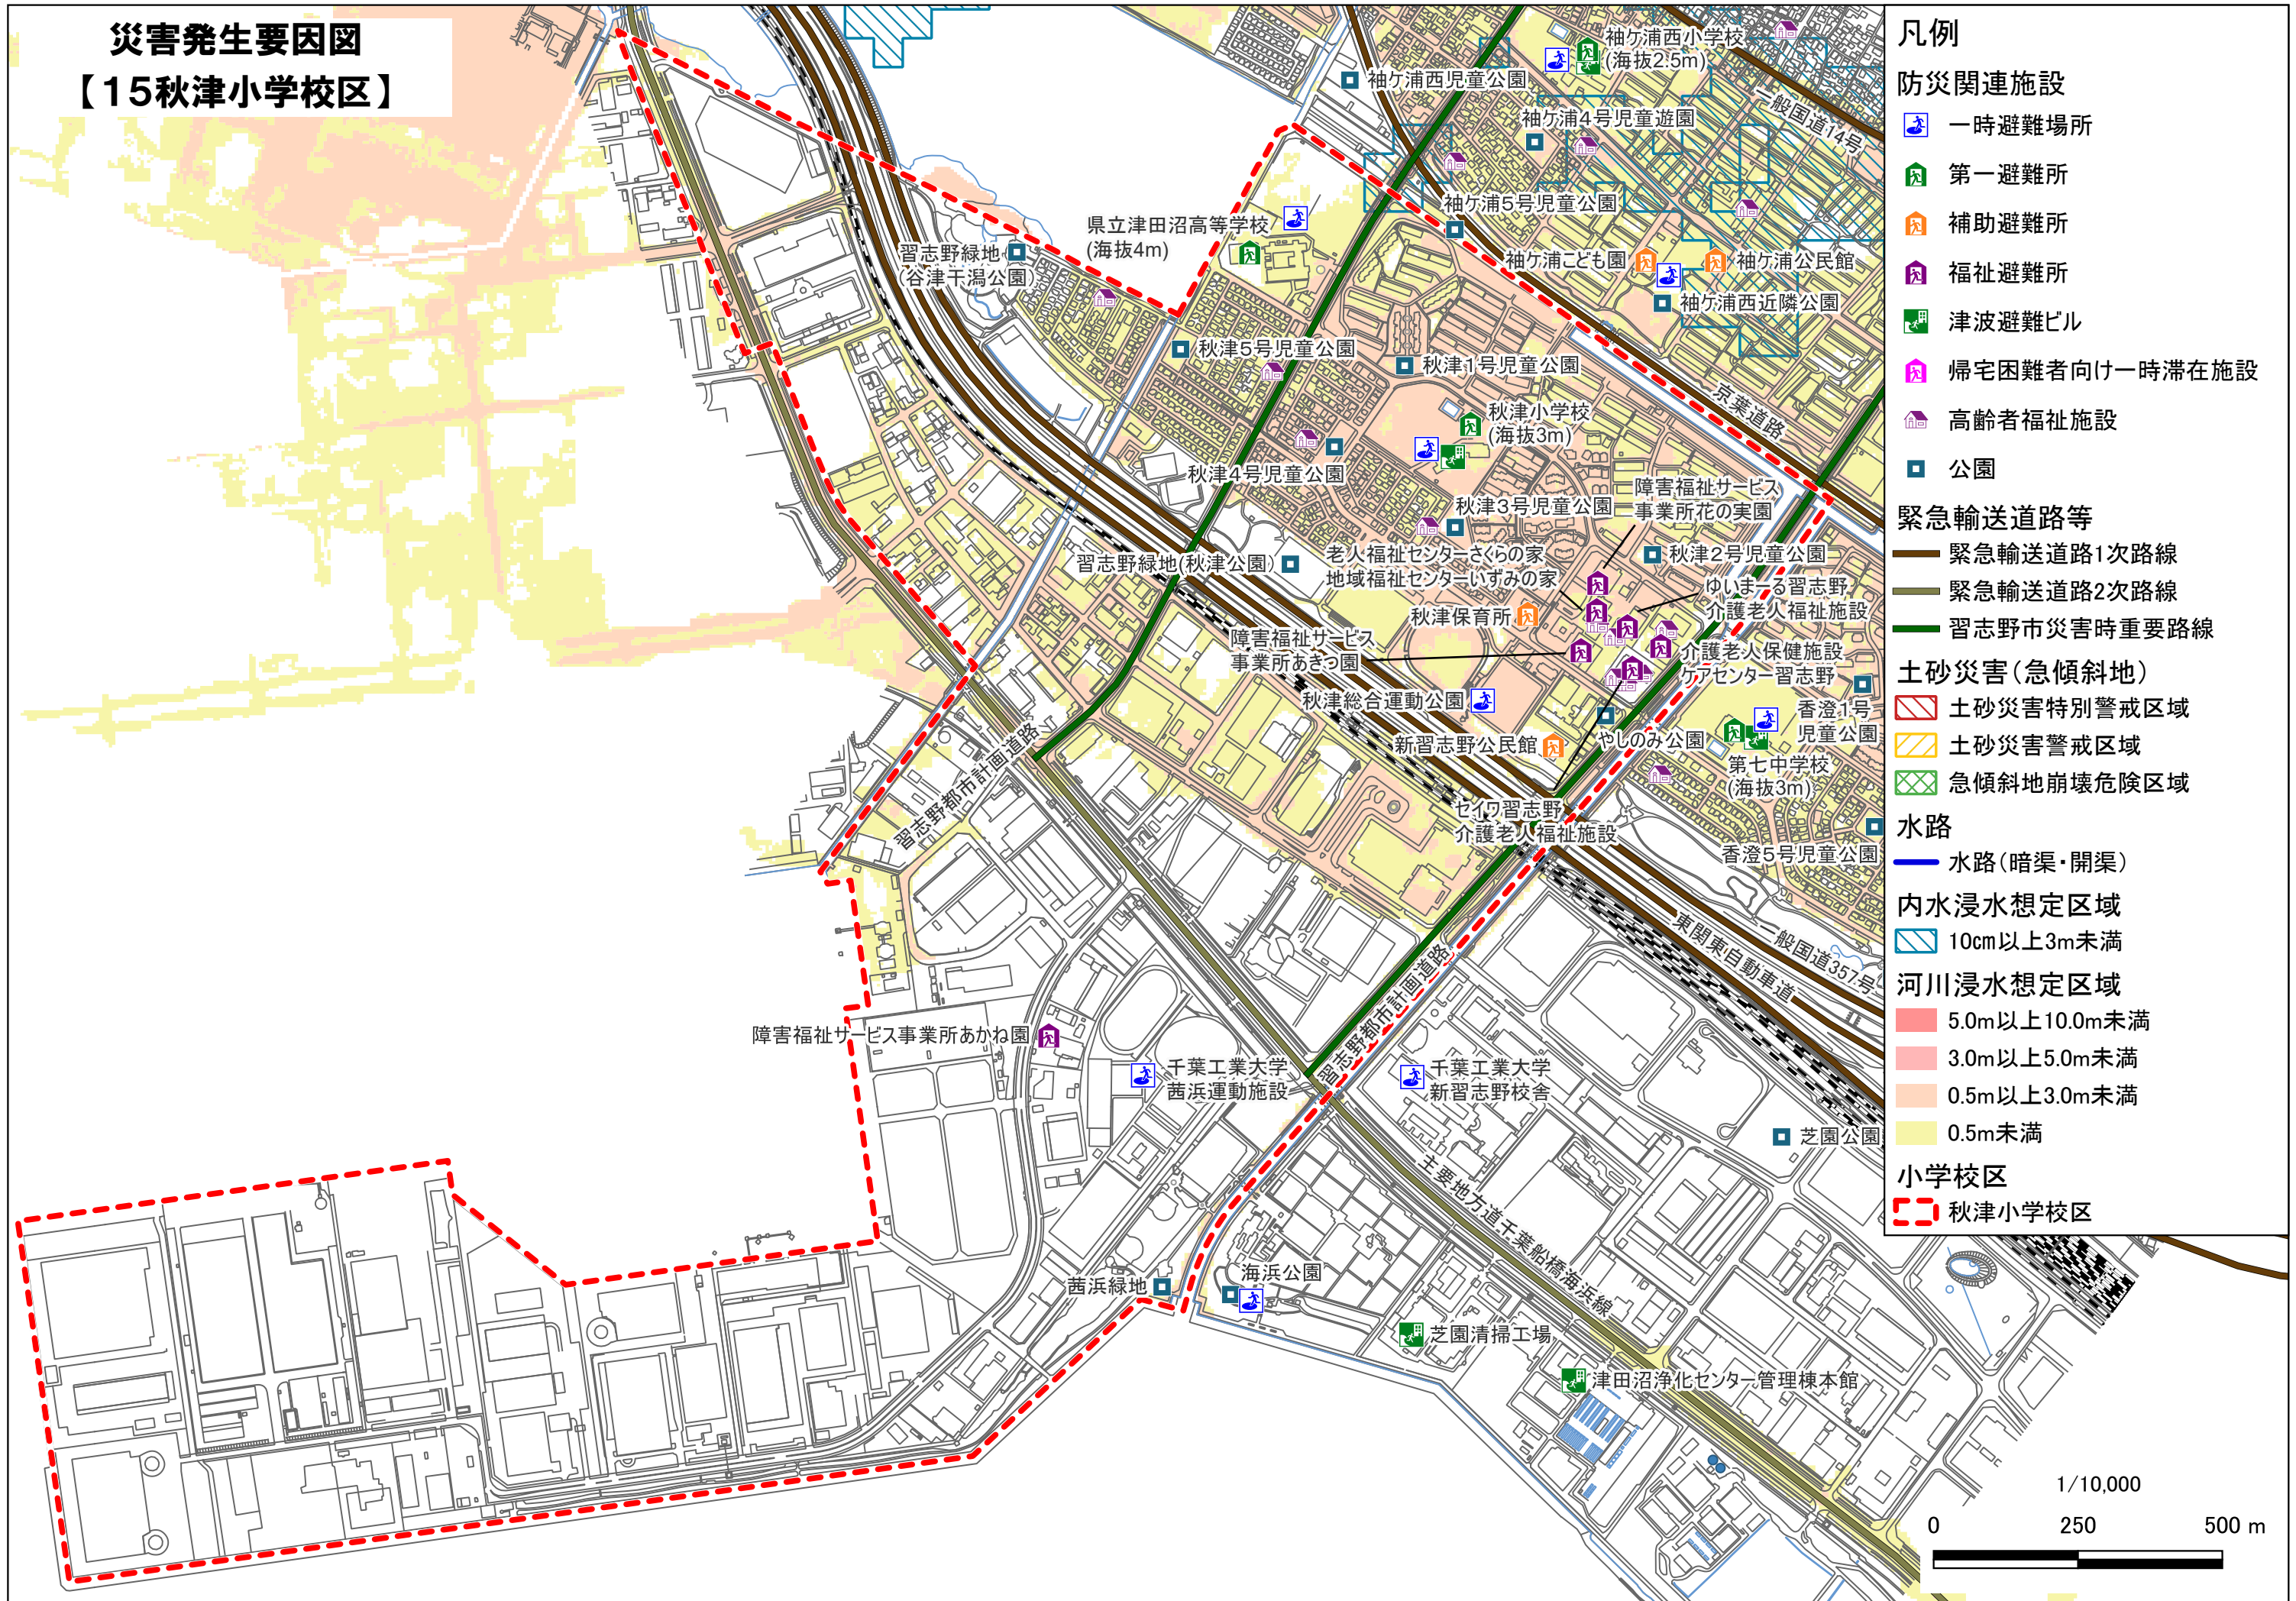 災害発生要因図
【15秋津小学校区】
袖ケ浦西小学校
(海抜2.5m)
袖ケ浦西児童公園
一般国道14号
袖ケ浦4号児童遊園
袖ケ浦5号児童公園
県立津田沼高等学校
(海抜4m)
習志野緑地
(谷津干潟公園)
袖ケ浦こども園
袖ケ浦公民館
袖ケ浦西近隣公園
秋津5号児童公園
秋津1号児童公園
京葉道路
秋津小学校
(海抜3m)
秋津4号児童公園
障害福祉サービス
事業所花の実園
秋津3号児童公園
老人福祉センターさくらの家
地域福祉センターいずみの家
秋津2号児童公園
習志野緑地(秋津公園)
ゆいまーる習志野
介護老人福祉施設
秋津保育所
障害福祉サービス
事業所あきつ園
介護老人保健施設
ケアセンター習志野
秋津総合運動公園
香澄1号
児童公園
新習志野公民館
やしのみ公園
第七中学校
(海抜3m)
習志野都市計画道路
セイワ習志野
介護老人福祉施設
香澄5号児童公園
一般国道357号
東関東自動車道
習志野都市計画道路
障害福祉サービス事業所あかね園
千葉工業大学
茜浜運動施設
千葉工業大学
新習志野校舎
芝園公園
主要地方道千葉船橋海浜線
茜浜緑地
海浜公園
芝園清掃工場
津田沼浄化センター管理棟本館
凡例
防災関連施設
一時避難場所
第一避難所
補助避難所
福祉避難所
津波避難ビル
帰宅困難者向け一時滞在施設
高齢者福祉施設
公園
緊急輸送道路等
緊急輸送道路1次路線
緊急輸送道路2次路線
習志野市災害時重要路線
土砂災害(急傾斜地)
土砂災害特別警戒区域
土砂災害警戒区域
急傾斜地崩壊危険区域
水路
水路(暗渠・開渠)
内水浸水想定区域
10cm以上3m未満
河川浸水想定区域
5.0m以上10.0m未満
3.0m以上5.0m未満
0.5m以上3.0m未満
0.5m未満
小学校区
秋津小学校区
1/10,000
0 250 500 m